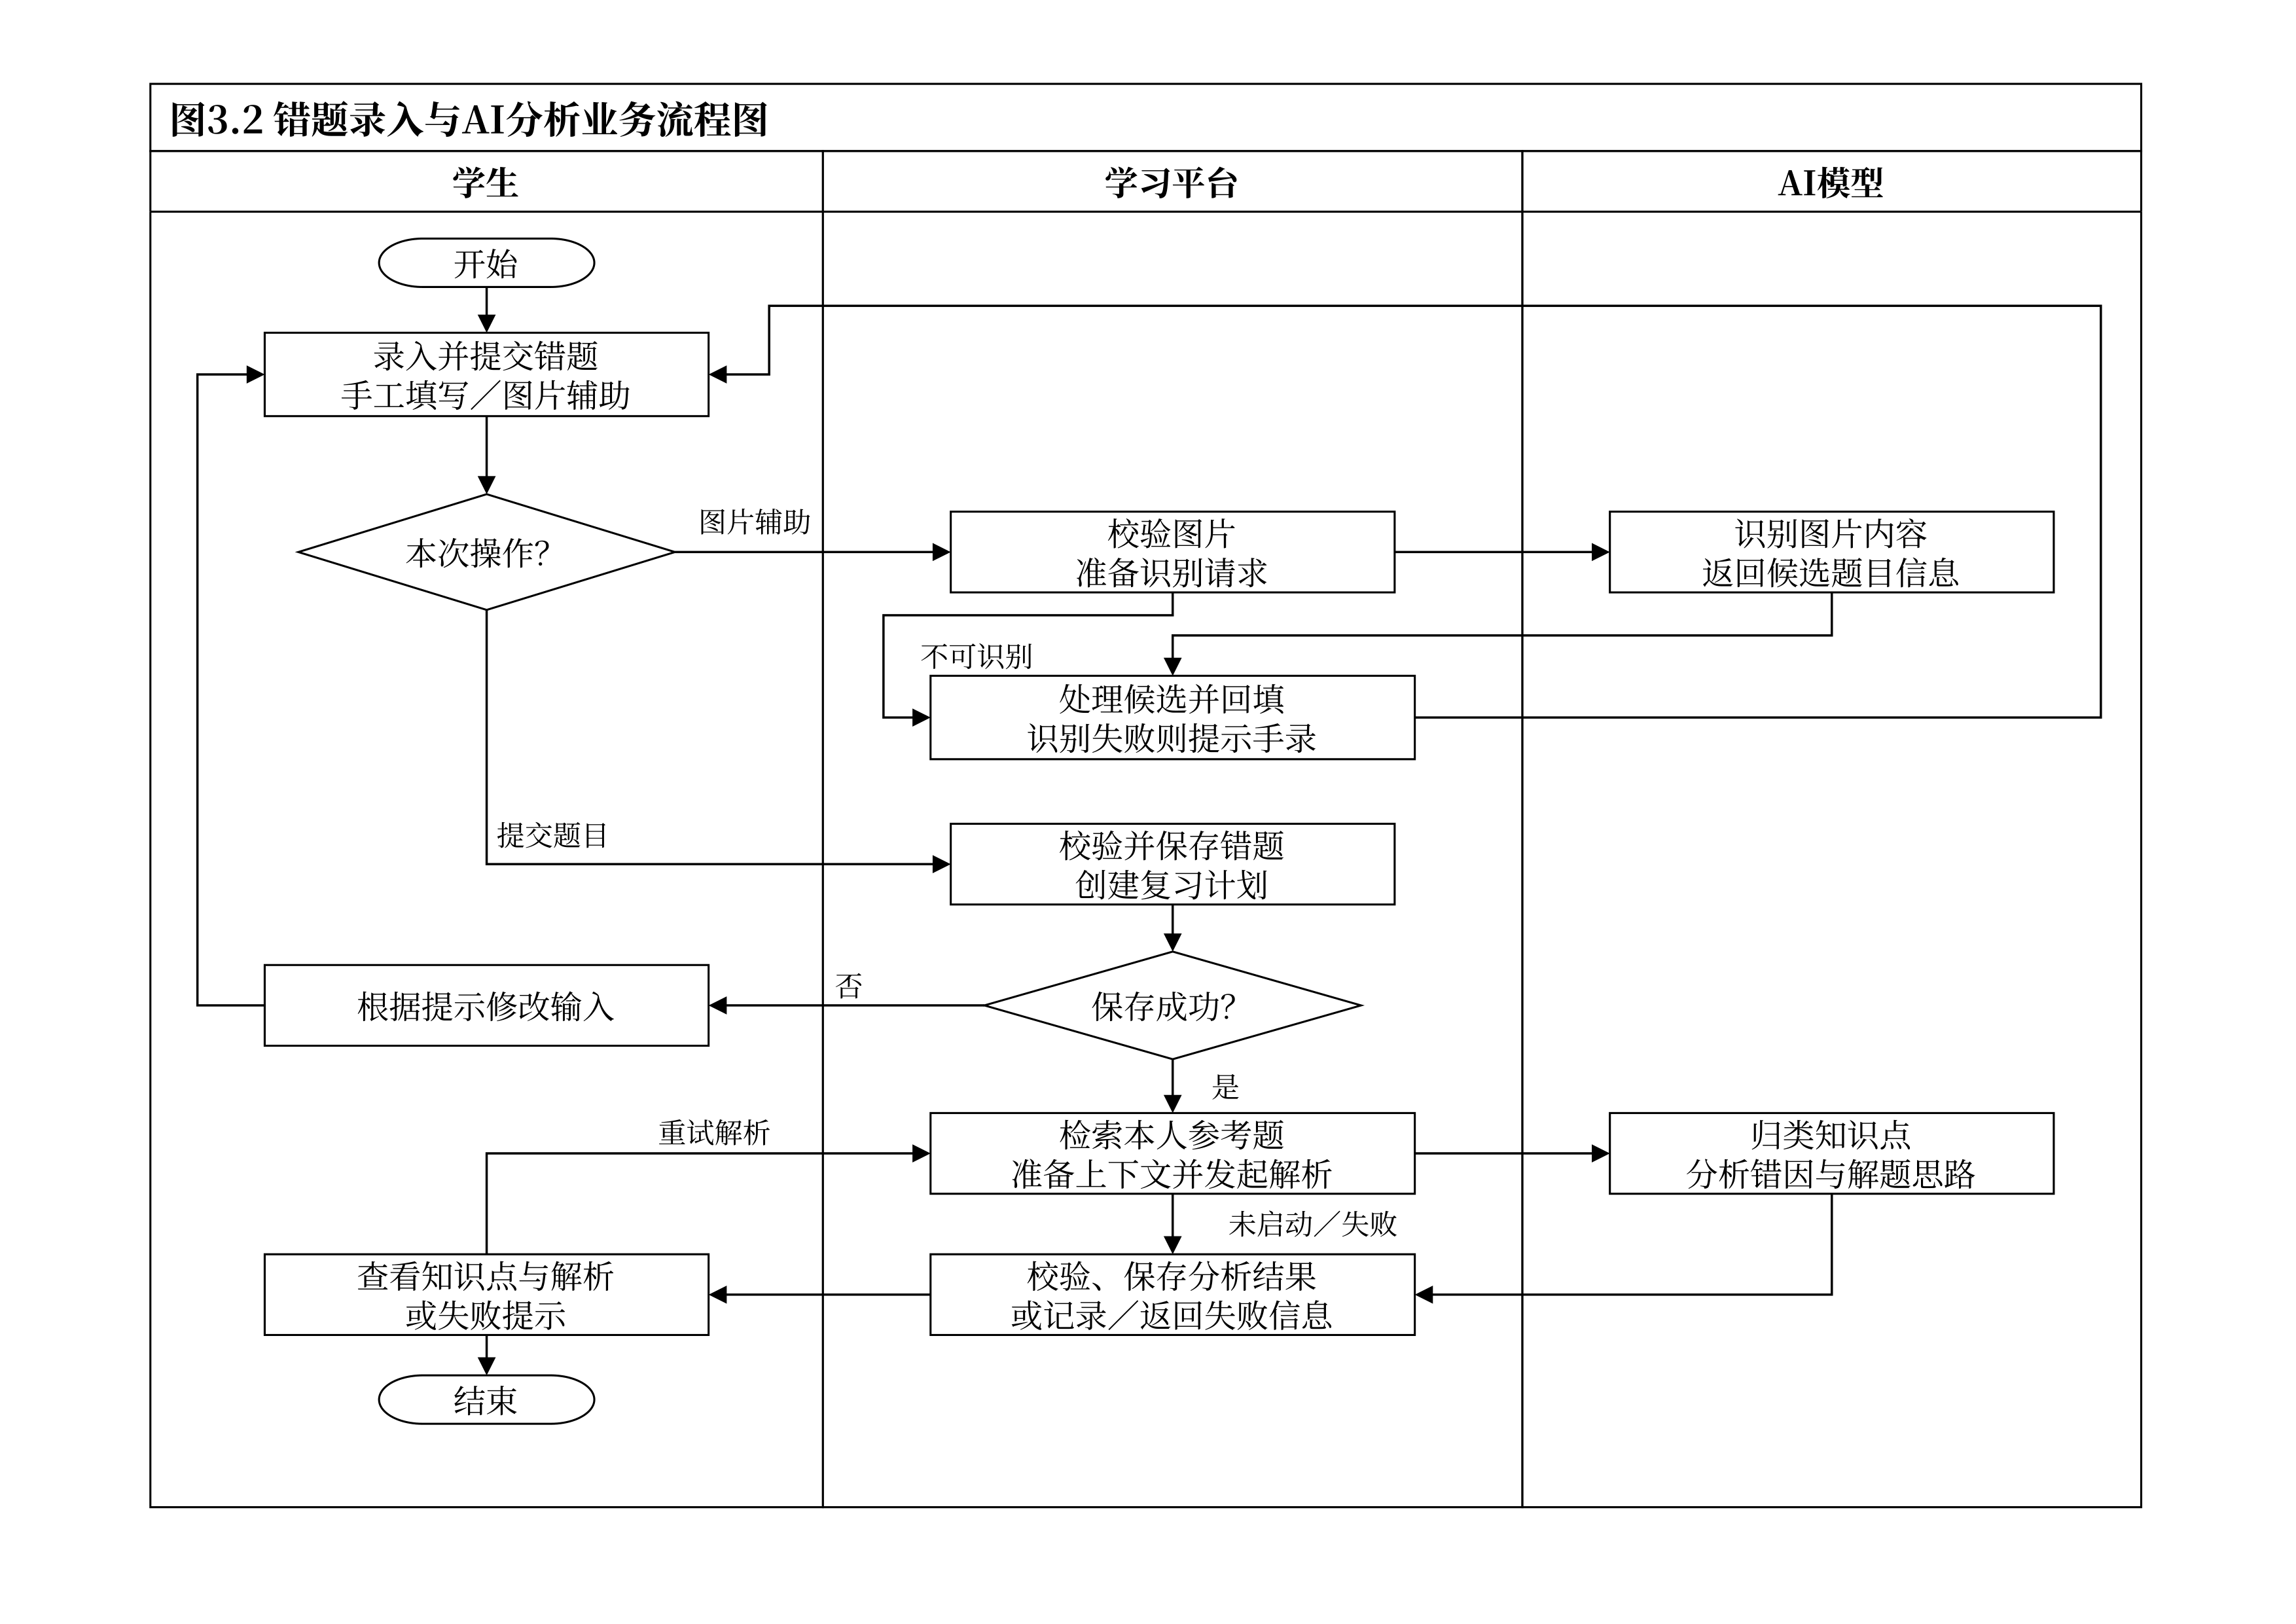 图3.2 错题录入与AI分析业务流程图
学生
学习平台
AI模型
开始
录入并提交错题
手工填写／图片辅助
本次操作？
图片辅助
校验图片
准备识别请求
识别图片内容
返回候选题目信息
不可识别
处理候选并回填
识别失败则提示手录
提交题目
校验并保存错题
创建复习计划
根据提示修改输入
否
保存成功？
是
重试解析
检索本人参考题
准备上下文并发起解析
归类知识点
分析错因与解题思路
未启动／失败
查看知识点与解析
或失败提示
校验、保存分析结果
或记录／返回失败信息
结束